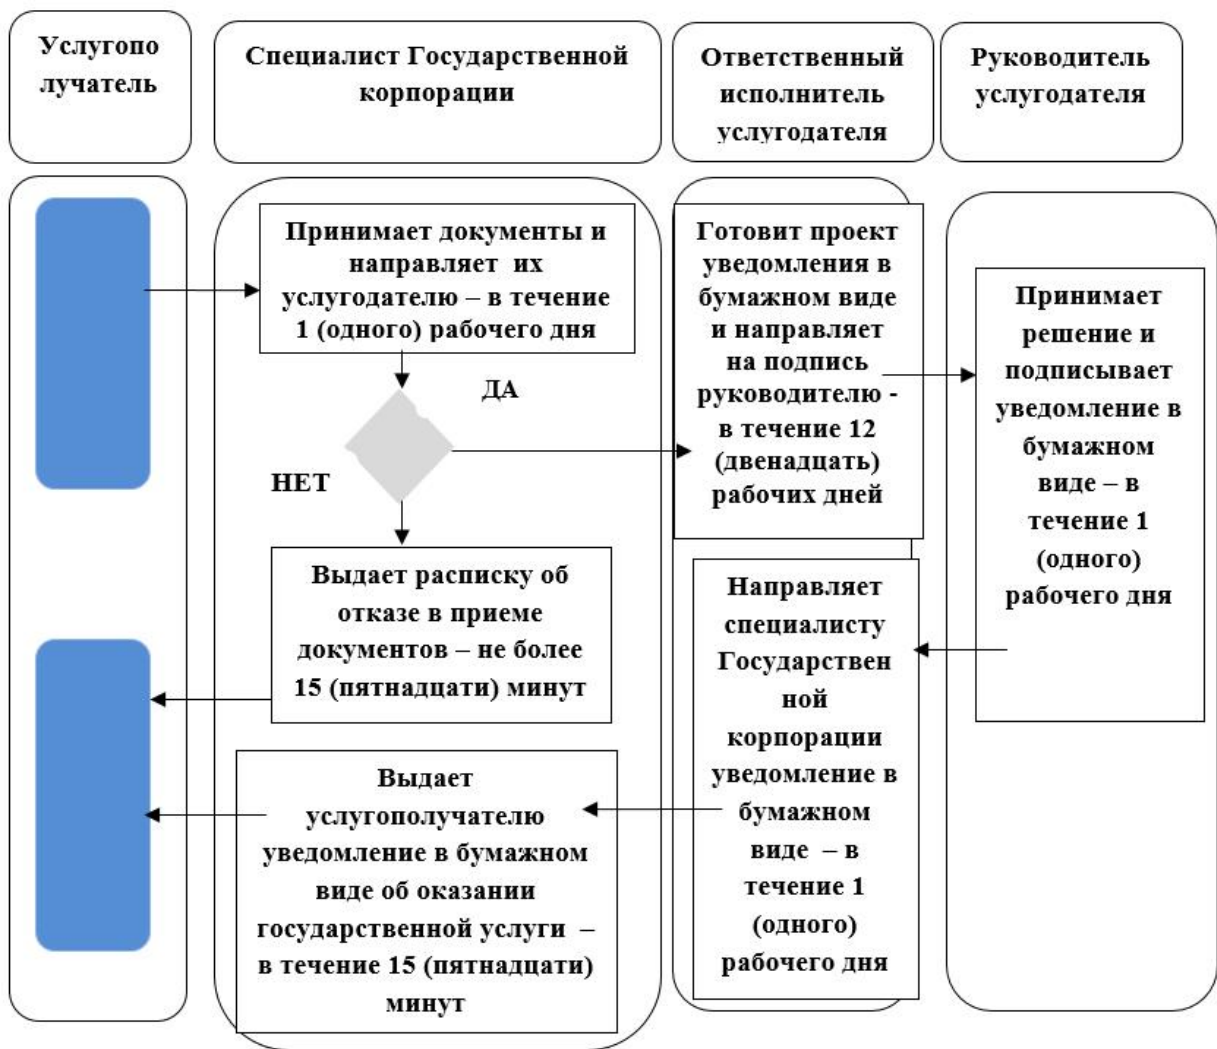 Услугопо
лучатель
Специалист Государственной
корпорации
Ответственный
исполнитель
услугодателя
Руководитель
услугодателя
Принимает документы и
направляет их
услугодателю – в течение
1 (одного) рабочего дня
ДА
НЕТ
Выдает расписку об
отказе в приеме
документов – не более
15 (пятнадцати) минут
Выдает
услугополучателю
уведомление в бумажном
виде об оказании
государственной услуги –
в течение 15 (пятнадцати)
минут
Готовит проект
уведомления в
бумажном виде
и направляет
на подпись
руководителю -
в течение 12
(двенадцать)
рабочих дней
Направляет
специалисту
Государствен
ной
корпорации
уведомление в
бумажном
виде – в
течение 1
(одного)
рабочего дня
Принимает
решение и
подписывает
уведомление в
бумажном
виде – в
течение 1
(одного)
рабочего дня